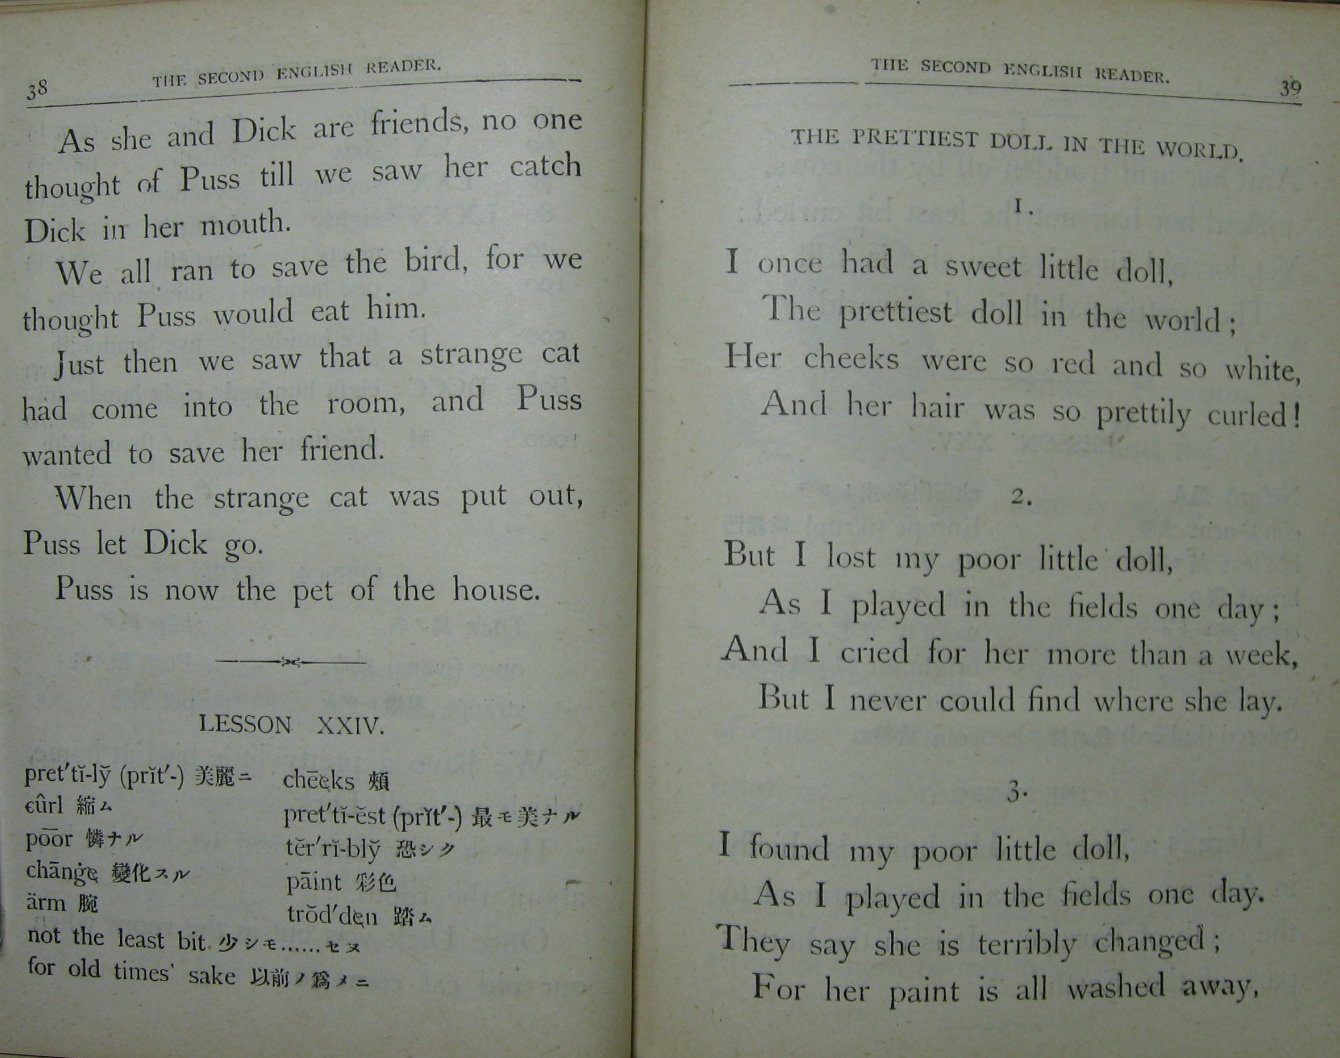 38
THE SECOND ENGLISH READER.
As she and Dick are friends, no one
thought of Puss till we saw her catch
Dick in her mouth.
We all ran to save the bird, for we
thought Puss would eat him.
Just then we saw that a strange cat
had come into the room, and Puss
wanted to save her friend.
When the strange cat was put out,
Puss let Dick go.
Puss is now the pet of the house.
LESSON XXIV.
pret′tĭ-ly̆ (prĭt′-) 美麗ニ
cûrl 縮ム
po͞or 憐ナル
chānġe 變化スル
ärm 腕
not the least bit 少シモ......セヌ
for old times' sake 以前ノ爲メニ
chēeks 頰
pret′tĭ-ĕst (prĭt′-) 最モ美ナル
tĕr′rĭ-bly̆ 恐シク
pāint 彩色
trŏd′den 踏ム
THE SECOND ENGLISH READER.
39
THE PRETTIEST DOLL IN THE WORLD.
1.
I once had a sweet little doll,
The prettiest doll in the world;
Her cheeks were so red and so white,
And her hair was so prettily curled!
2.
But I lost my poor little doll,
As I played in the fields one day;
And I cried for her more than a week,
But I never could find where she lay.
3.
I found my poor little doll,
As I played in the fields one day.
They say she is terribly changed;
For her paint is all washed away,